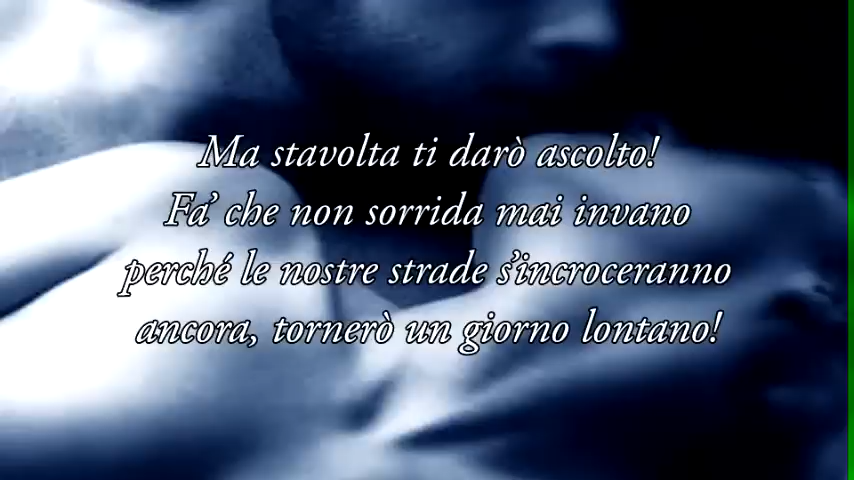 Ma stavolta ti darò ascolto!
Fa’ che non sorrida mai invano
perché le nostre strade s’incroceranno
ancora, tornerò un giorno lontano!